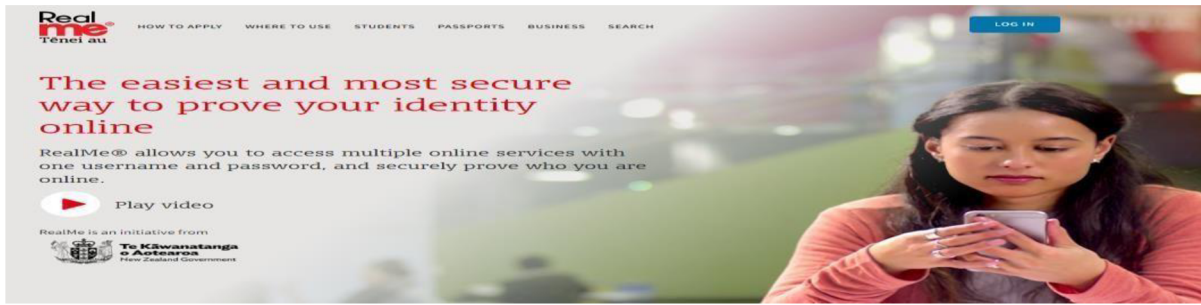 Real
me®
Tēnei au
HOW TO APPLY WHERE TO USE STUDENTS PASSPORTS BUSINESS SEARCH
LOG IN
The easiest and most secure
way to prove your identity
online
RealMe® allows you to access multiple online services with
one username and password, and securely prove who you are
online.
Play video
RealMe is an initiative from
Te Kāwanatanga
o Aotearoa
New Zealand Government